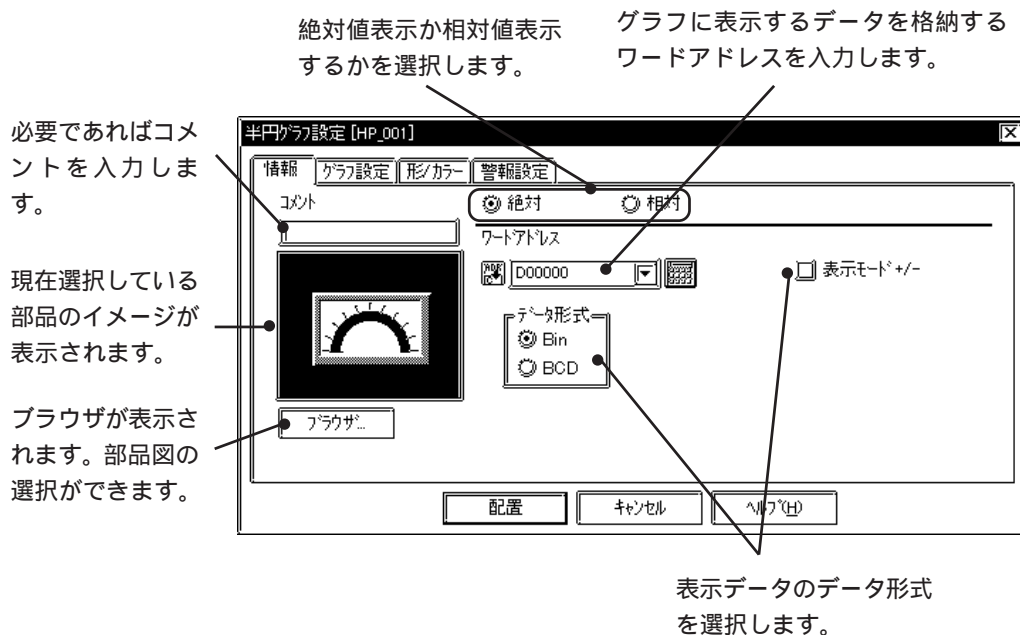 絶対値表示か相対値表示
するかを選択します。
グラフに表示するデータを格納する
ワードアドレスを入力します。
必要であればコメ
ントを入力しま
す。
現在選択している
部品のイメージが
表示されます。
ブラウザが表示さ
れます。部品図の
選択ができます。
半円ｸﾞﾗﾌ設定 [HP_001]
情報 ｸﾞﾗﾌ設定 形/ｶﾗｰ 警報設定
ｺﾒﾝﾄ
絶対 相対
ﾜｰﾄﾞｱﾄﾞﾚｽ
D00000
表示ﾓｰﾄﾞ+/-
ﾃﾞｰﾀ形式
Bin
BCD
ﾌﾞﾗｳｻﾞ...
配置 ｷｬﾝｾﾙ ﾍﾙﾌﾟ(H)
表示データのデータ形式
を選択します。